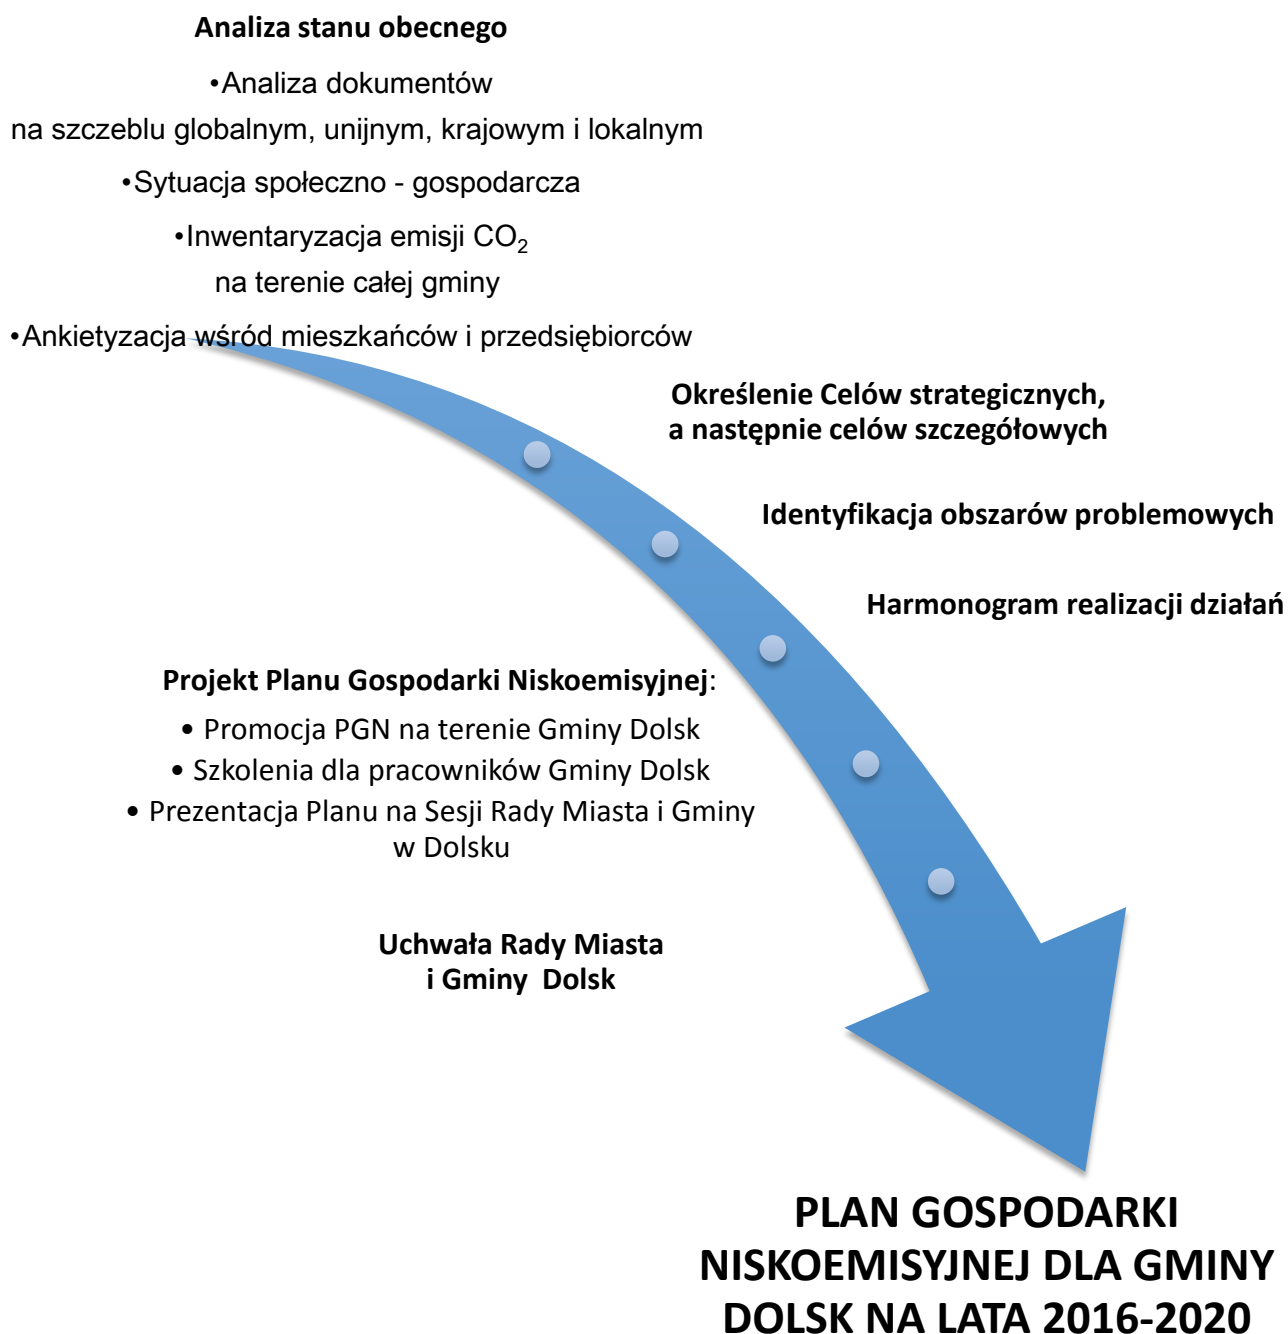 Analiza stanu obecnego
•Analiza dokumentów
na szczeblu globalnym, unijnym, krajowym i lokalnym
•Sytuacja społeczno - gospodarcza
•Inwentaryzacja emisji CO₂
na terenie całej gminy
•Ankietyzacja wśród mieszkańców i przedsiębiorców
Określenie Celów strategicznych,
a następnie celów szczegółowych
Identyfikacja obszarów problemowych
Harmonogram realizacji działań
Projekt Planu Gospodarki Niskoemisyjnej:
• Promocja PGN na terenie Gminy Dolsk
• Szkolenia dla pracowników Gminy Dolsk
• Prezentacja Planu na Sesji Rady Miasta i Gminy
w Dolsku
Uchwała Rady Miasta
i Gminy Dolsk
PLAN GOSPODARKI
NISKOEMISYJNEJ DLA GMINY
DOLSK NA LATA 2016-2020